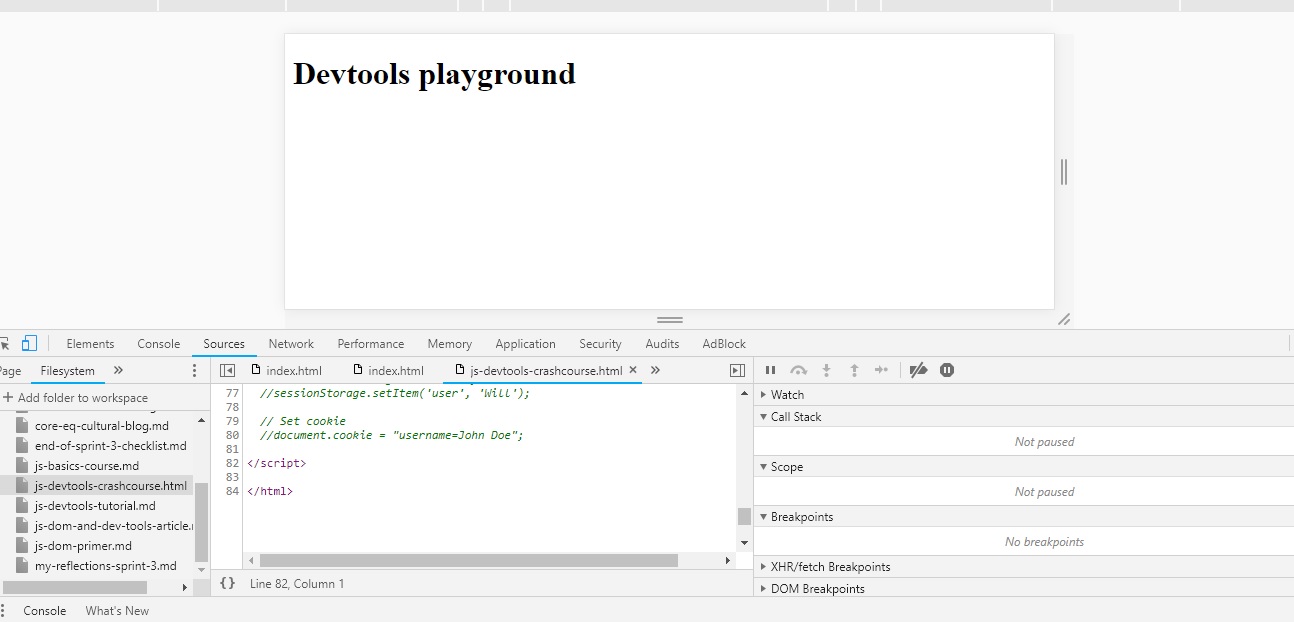 Devtools playground
Elements Console Sources Network Performance Memory Application Security Audits AdBlock
Filesystem »
+ Add folder to workspace
core-eq-cultural-blog.md
end-of-sprint-3-checklist.md
js-basics-course.md
js-devtools-crashcourse.html
js-devtools-tutorial.md
js-dom-and-dev-tools-article.
js-dom-primer.md
my-reflections-sprint-3.md
index.html index.html js-devtools-crashcourse.html × »
77 //sessionStorage.setItem('user', 'Will');
78
79 // Set cookie
80 //document.cookie = "username=John Doe";
81
82 </script>
83
84 </html>
{} Line 82, Column 1
Watch
Call Stack
Not paused
Scope
Not paused
Breakpoints
No breakpoints
XHR/fetch Breakpoints
DOM Breakpoints
Console What's New